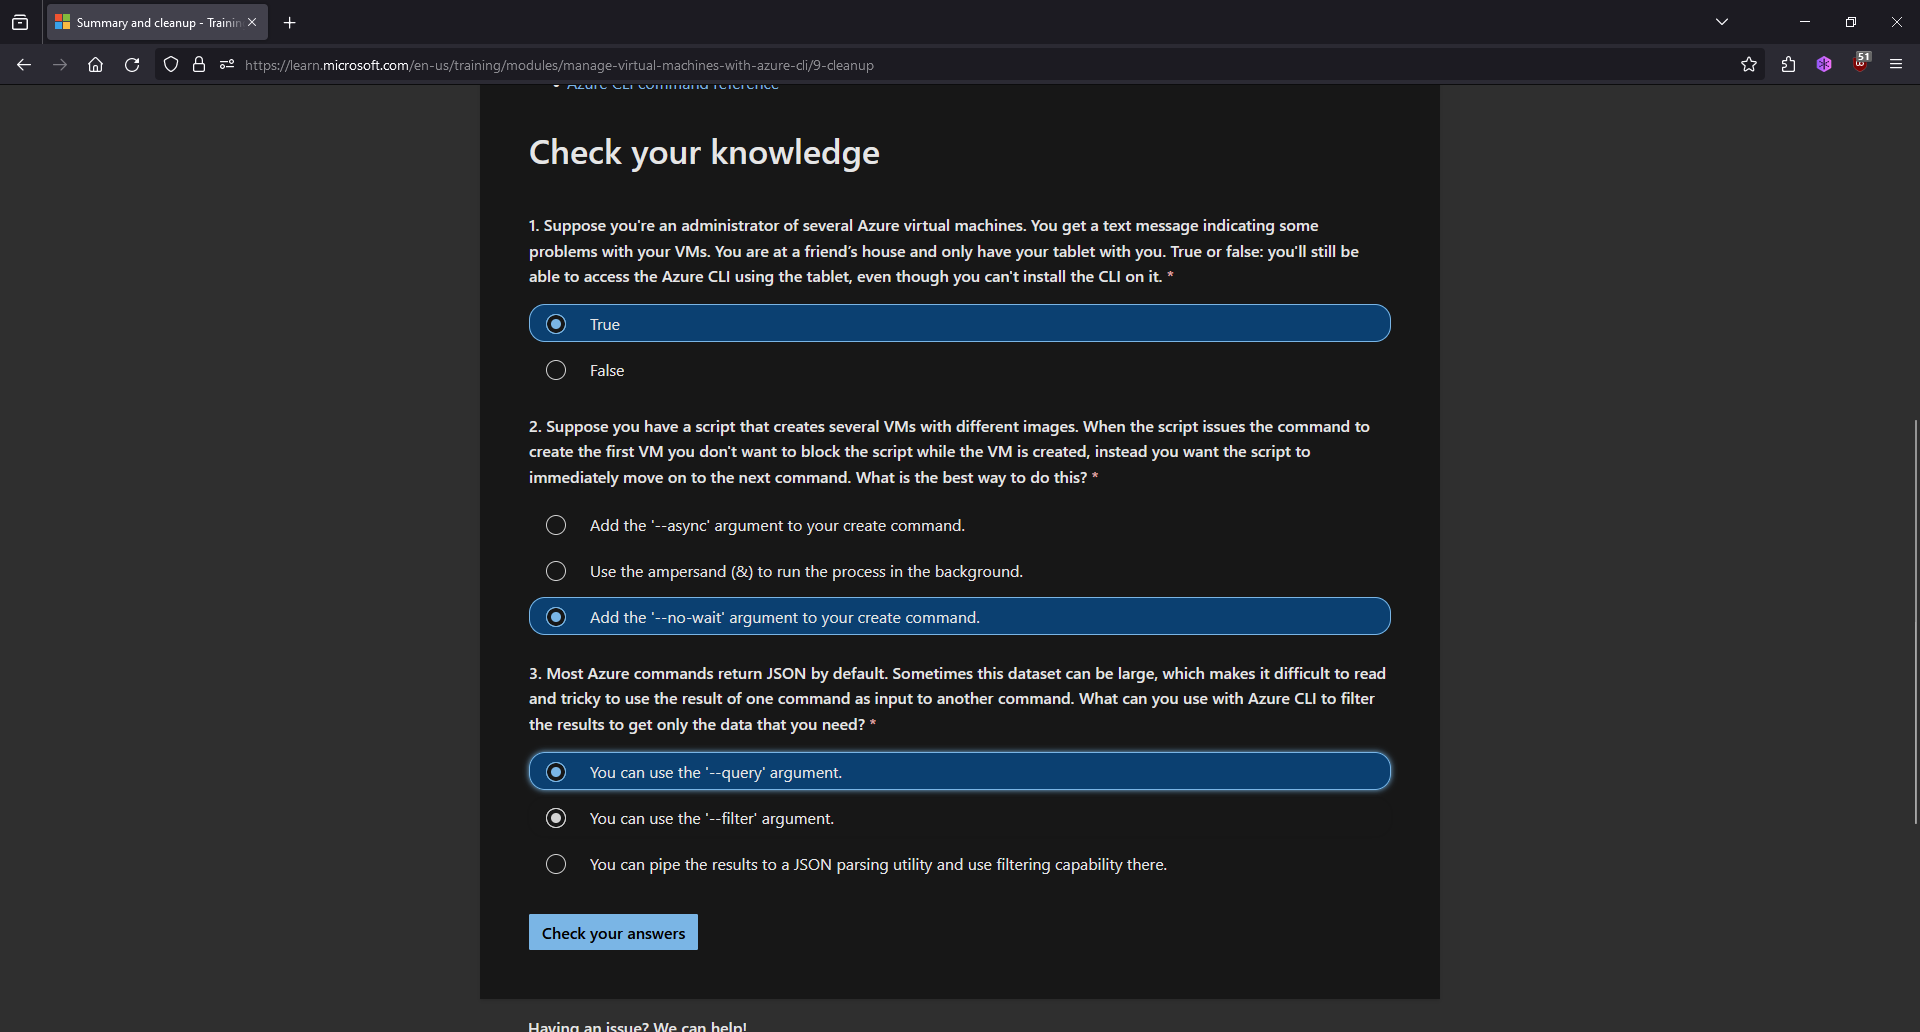 Summary and cleanup - Trainin
51
https://learn.microsoft.com/en-us/training/modules/manage-virtual-machines-with-azure-cli/9-cleanup
• Azure CLI command reference
Check your knowledge
1. Suppose you're an administrator of several Azure virtual machines. You get a text message indicating some
problems with your VMs. You are at a friend’s house and only have your tablet with you. True or false: you'll still be
able to access the Azure CLI using the tablet, even though you can't install the CLI on it. *
True
False
2. Suppose you have a script that creates several VMs with different images. When the script issues the command to
create the first VM you don't want to block the script while the VM is created, instead you want the script to
immediately move on to the next command. What is the best way to do this? *
Add the '--async' argument to your create command.
Use the ampersand (&) to run the process in the background.
Add the '--no-wait' argument to your create command.
3. Most Azure commands return JSON by default. Sometimes this dataset can be large, which makes it difficult to read
and tricky to use the result of one command as input to another command. What can you use with Azure CLI to filter
the results to get only the data that you need? *
You can use the '--query' argument.
You can use the '--filter' argument.
You can pipe the results to a JSON parsing utility and use filtering capability there.
Check your answers
Having an issue? We can help!